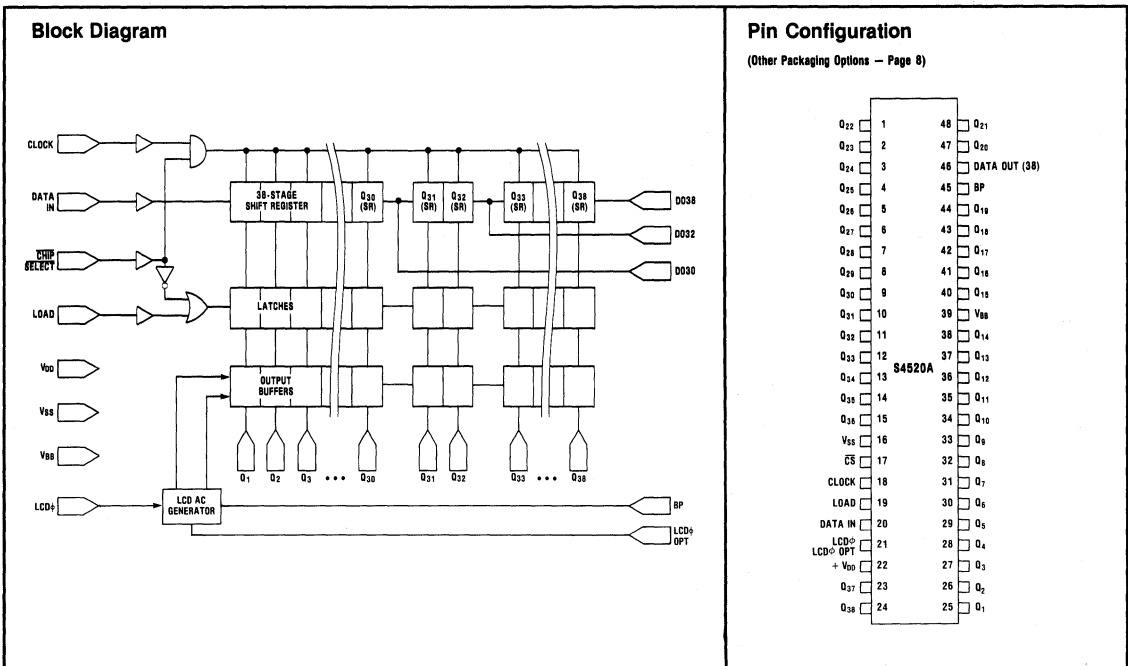 Block Diagram
CLOCK
DATA
IN
CHIP
SELECT
LOAD
VDD
VSS
VBB
LCDϕ
38-STAGE
SHIFT REGISTER
Q30
(SR)
Q31
(SR)
Q32
(SR)
Q33
(SR)
Q38
(SR)
DO38
DO32
DO30
LATCHES
OUTPUT
BUFFERS
Q1 Q2 Q3 ••• Q30 Q31 Q32 Q33 ••• Q38
LCD AC
GENERATOR
BP
LCDϕ
OPT
Pin Configuration
(Other Packaging Options — Page 8)
Q22 1 48 Q21
Q23 2 47 Q20
Q24 3 46 DATA OUT (38)
Q25 4 45 BP
Q26 5 44 Q19
Q27 6 43 Q18
Q28 7 42 Q17
Q29 8 41 Q16
Q30 9 40 Q15
Q31 10 39 VBB
Q32 11 38 Q14
Q33 12 37 Q13
S4520A
Q34 13 36 Q12
Q35 14 35 Q11
Q36 15 34 Q10
VSS 16 33 Q9
CS 17 32 Q8
CLOCK 18 31 Q7
LOAD 19 30 Q6
DATA IN 20 29 Q5
LCDϕ
LCDϕ OPT 21 28 Q4
+ VDD 22 27 Q3
Q37 23 26 Q2
Q38 24 25 Q1